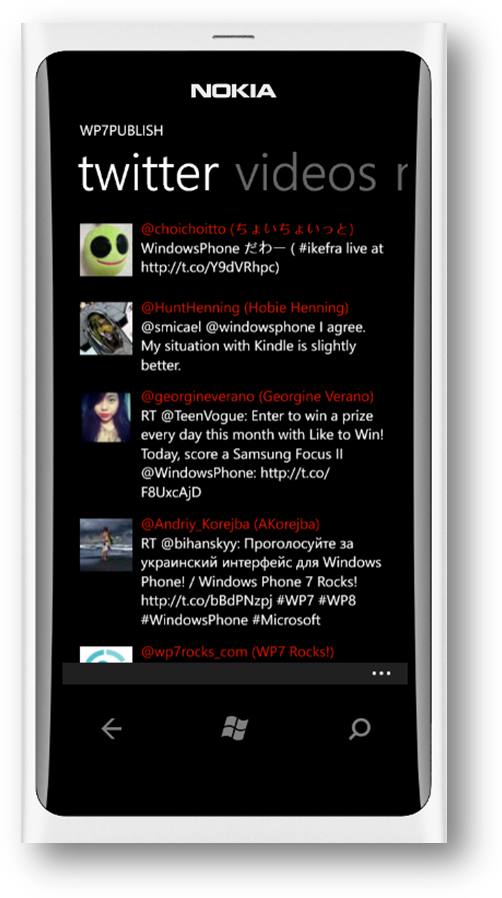 NOKIA
WP7PUBLISH
twitter videos
@choichoitto (ちょいちょいっと)
WindowsPhone だわー ( #ikefra live at
http://t.co/Y9dVRhpc)
@HuntHenning (Hobie Henning)
@smicael @windowsphone I agree.
My situation with Kindle is slightly
better.
@georgineverano (Georgine Verano)
RT @TeenVogue: Enter to win a prize
every day this month with Like to Win!
Today, score a Samsung Focus II
@WindowsPhone: http://t.co/
F8UxcAjD
@Andriy_Korejba (AKorejba)
RT @bihanskyy: Проголосуйте за
украинский интерфейс для Windows
Phone! / Windows Phone 7 Rocks!
http://t.co/bBdPNzpj #WP7 #WP8
#WindowsPhone #Microsoft
@wp7rocks_com (WP7 Rocks!)